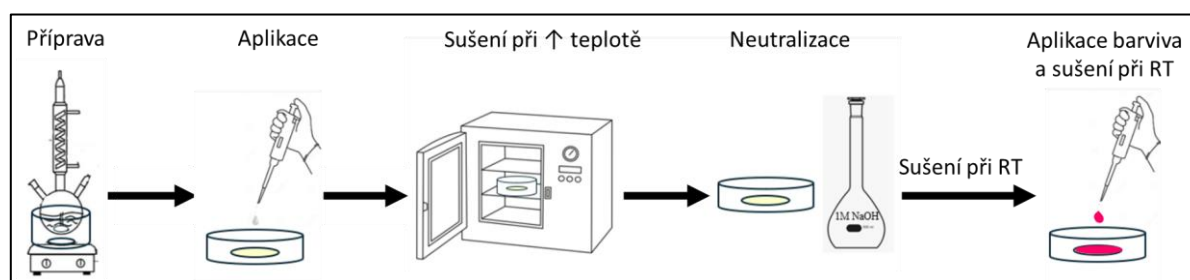 Příprava
Aplikace
Sušení při ↑ teplotě
Neutralizace
Aplikace barviva
a sušení při RT
Sušení při RT
1M NaOH